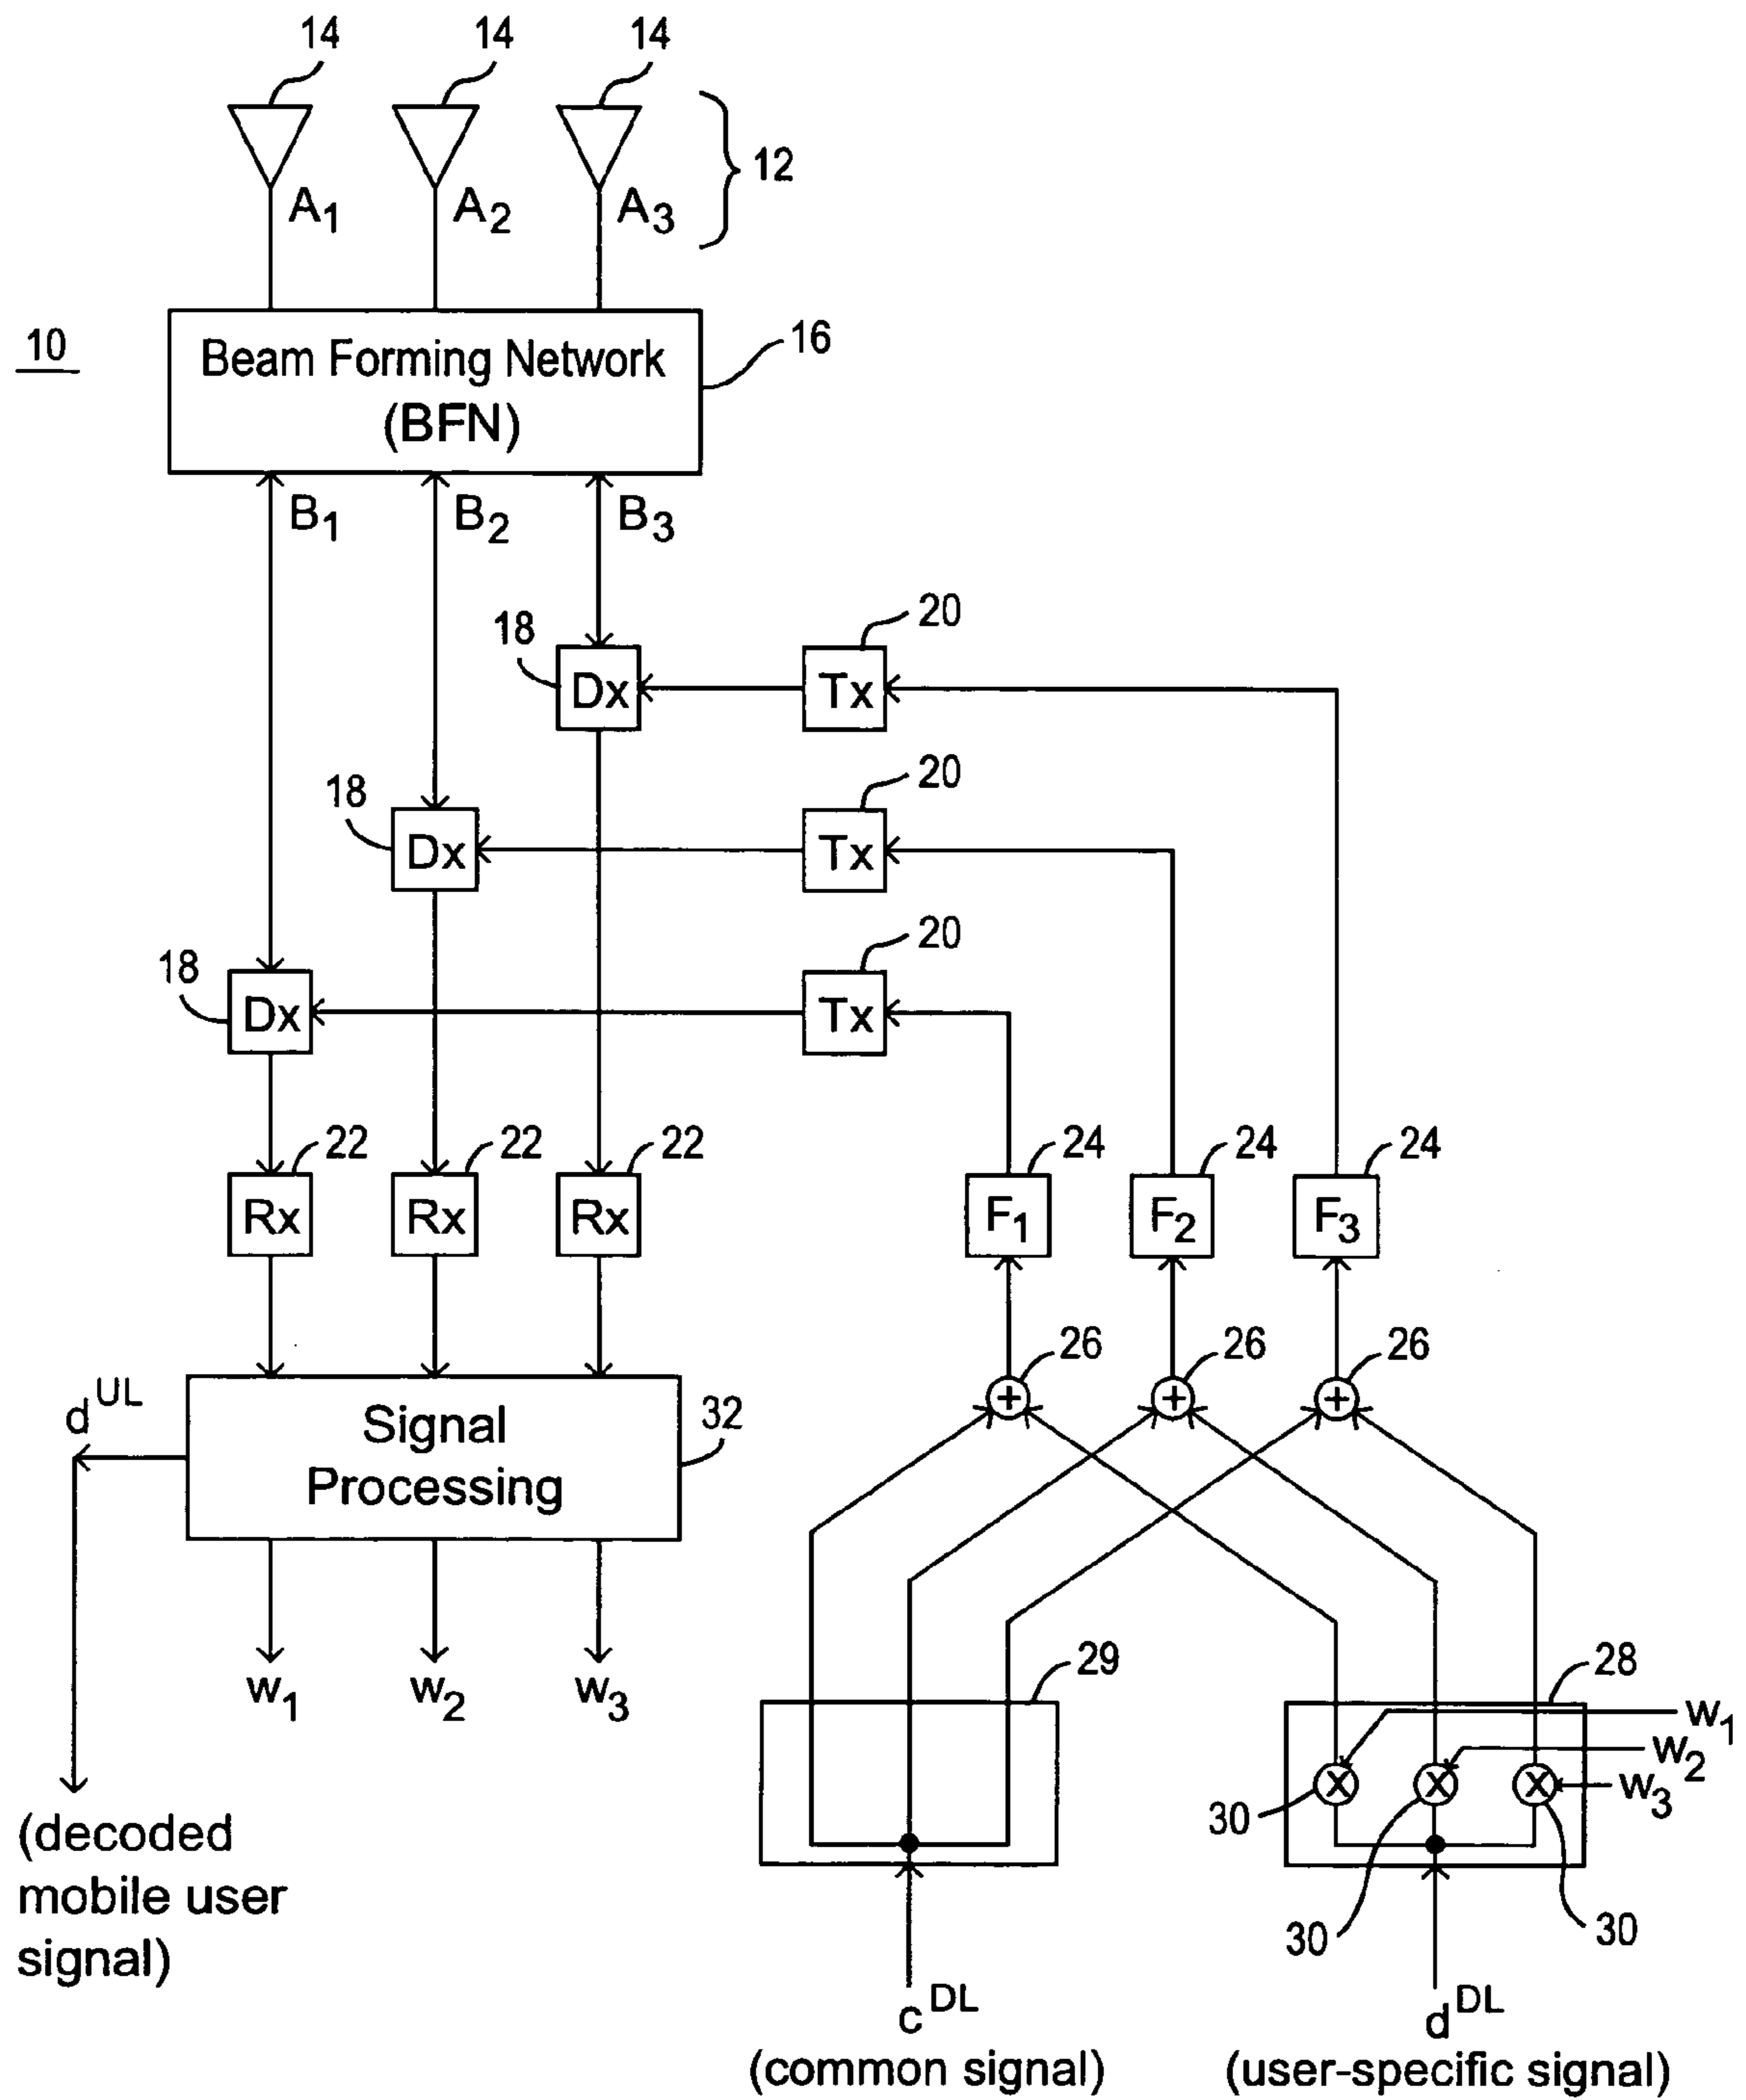 14 14 14
12
A1 A2 A3
10
Beam Forming Network
(BFN)
16
B1 B2 B3
18 Dx Tx 20
18 Dx Tx 20
18 Dx Tx 20
22 22 22 24 24 24
Rx Rx Rx F1 F2 F3
26 26 26
+ + +
d UL
Signal
Processing
32
w1 w2 w3
29 28
w1
w2
w3
X X X
30
30 30
(decoded
mobile user
signal)
c DL d DL
(common signal) (user-specific signal)